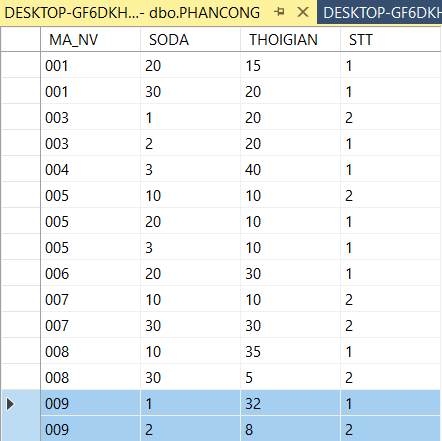 DESKTOP-GF6DKH...- dbo.PHANCONG DESKTOP-GF6DKH
MA_NV SODA THOIGIAN STT
001 20 15 1
001 30 20 1
003 1 20 2
003 2 20 1
004 3 40 1
005 10 10 2
005 20 10 1
005 3 10 1
006 20 30 1
007 10 10 2
007 30 30 2
008 10 35 1
008 30 5 2
009 1 32 1
009 2 8 2